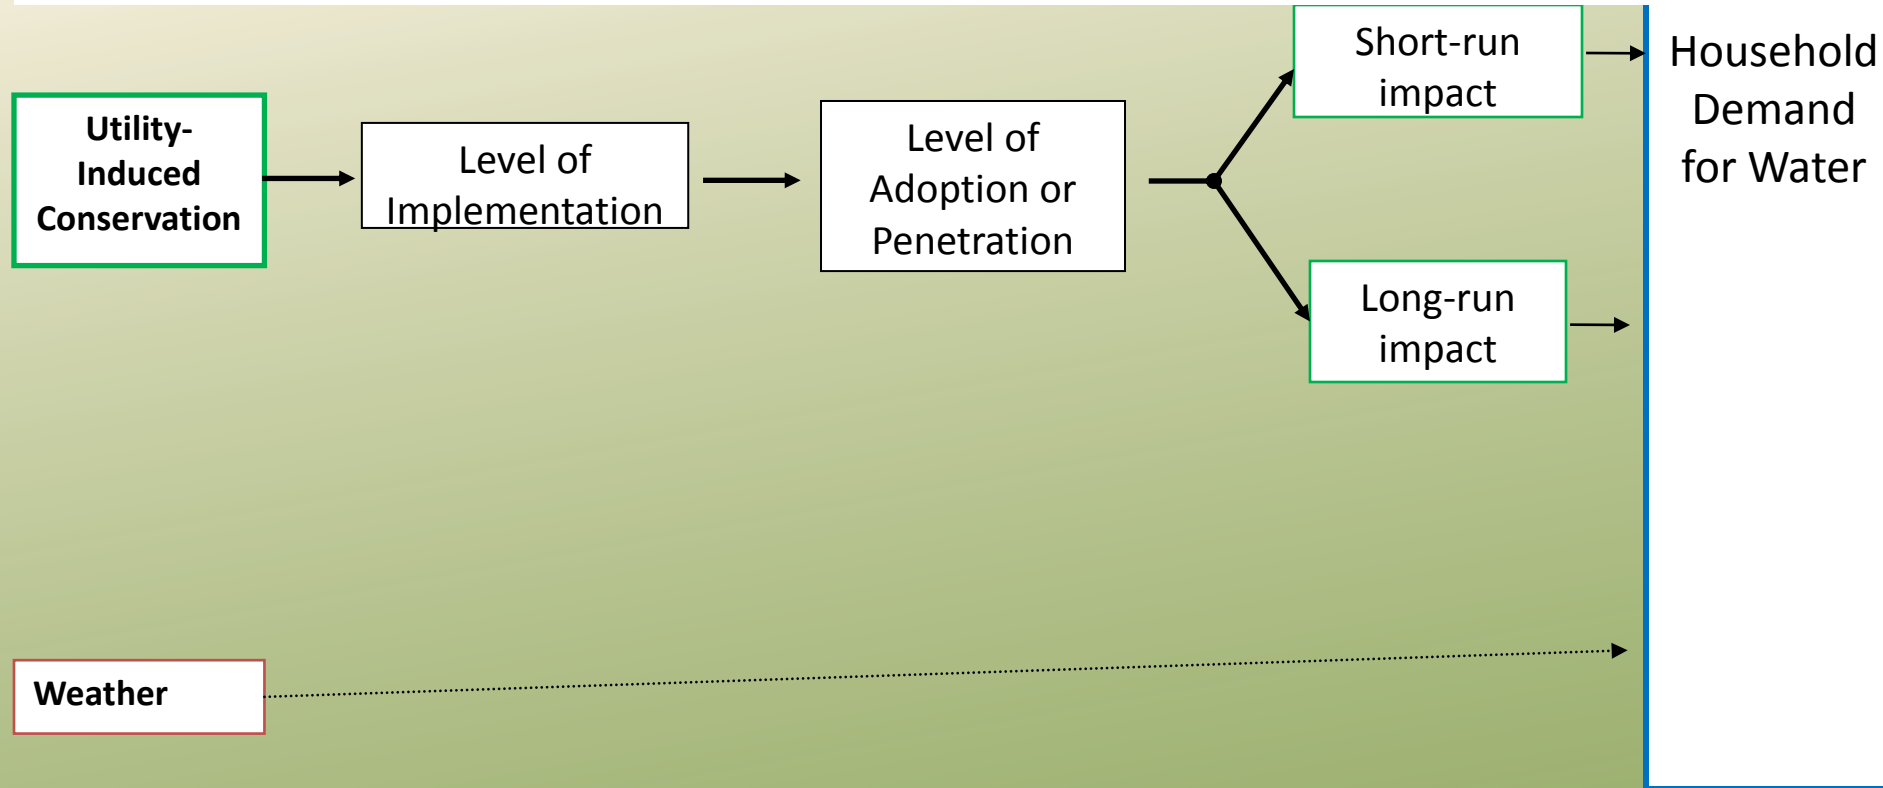 Utility-
Induced
Conservation
Level of
Implementation
Level of
Adoption or
Penetration
Short-run
impact
Long-run
impact
Household
Demand
for Water
Weather